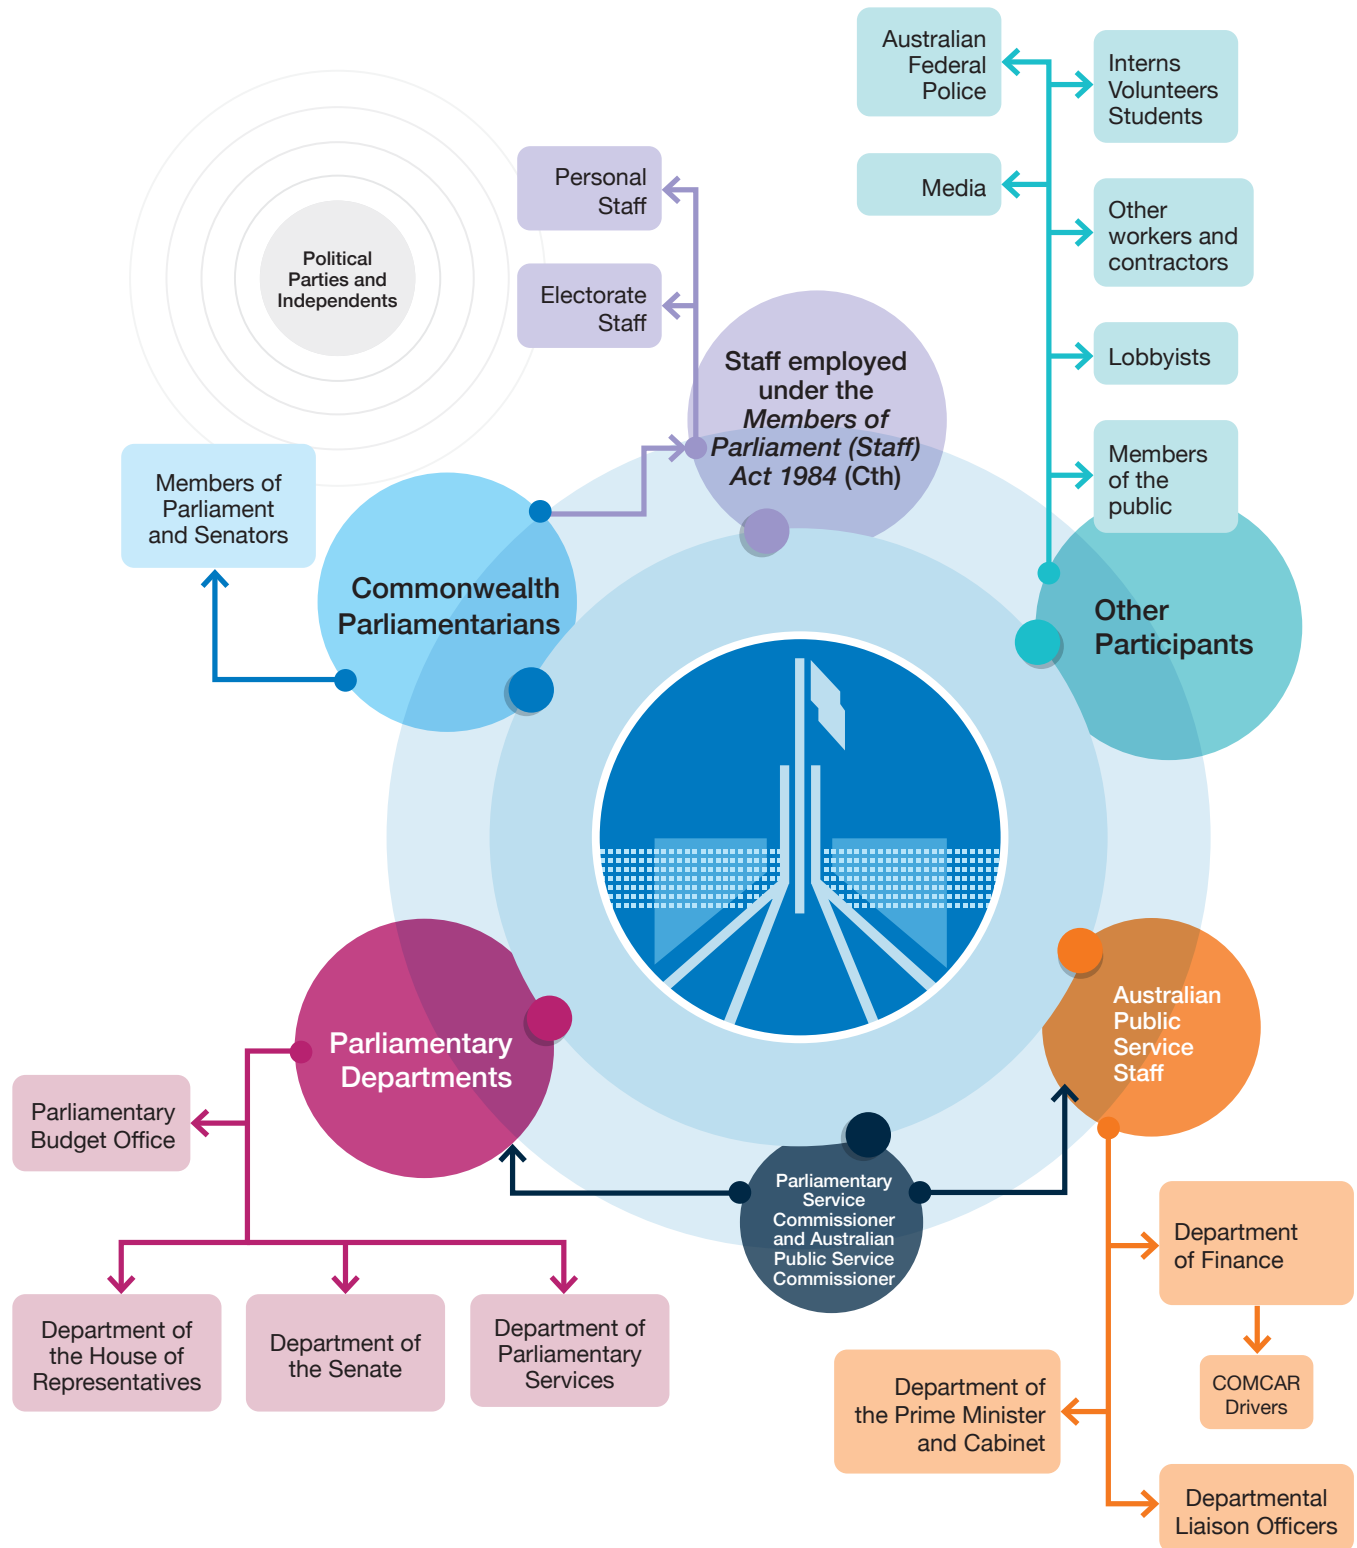 Australian
Federal
Police
Interns
Volunteers
Students
Media
Other
workers and
contractors
Lobbyists
Members
of the
public
Personal
Staff
Electorate
Staff
Political
Parties and
Independents
Staff employed
under the
Members of
Parliament (Staff)
Act 1984 (Cth)
Members of
Parliament
and Senators
Commonwealth
Parliamentarians
Other
Participants
Parliamentary
Departments
Australian
Public
Service
Staff
Parliamentary
Budget Office
Parliamentary
Service
Commissioner
and Australian
Public Service
Commissioner
Department of
the House of
Representatives
Department of
the Senate
Department of
Parliamentary
Services
Department
of Finance
COMCAR
Drivers
Department of
the Prime Minister
and Cabinet
Departmental
Liaison Officers